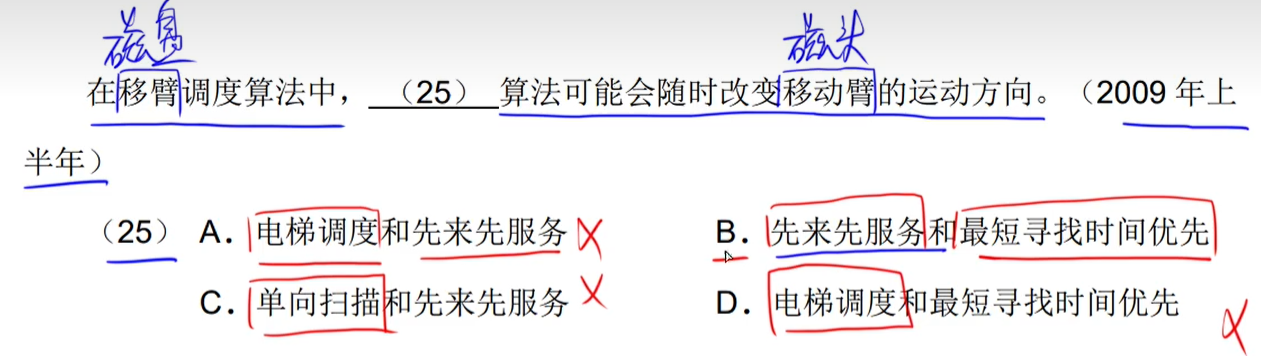 磁盘
磁头
在移臂调度算法中，（25）算法可能会随时改变移动臂的运动方向。（2009 年上
半年）
（25） A．电梯调度和先来先服务 B．先来先服务和最短寻找时间优先
C．单向扫描和先来先服务 D．电梯调度和最短寻找时间优先